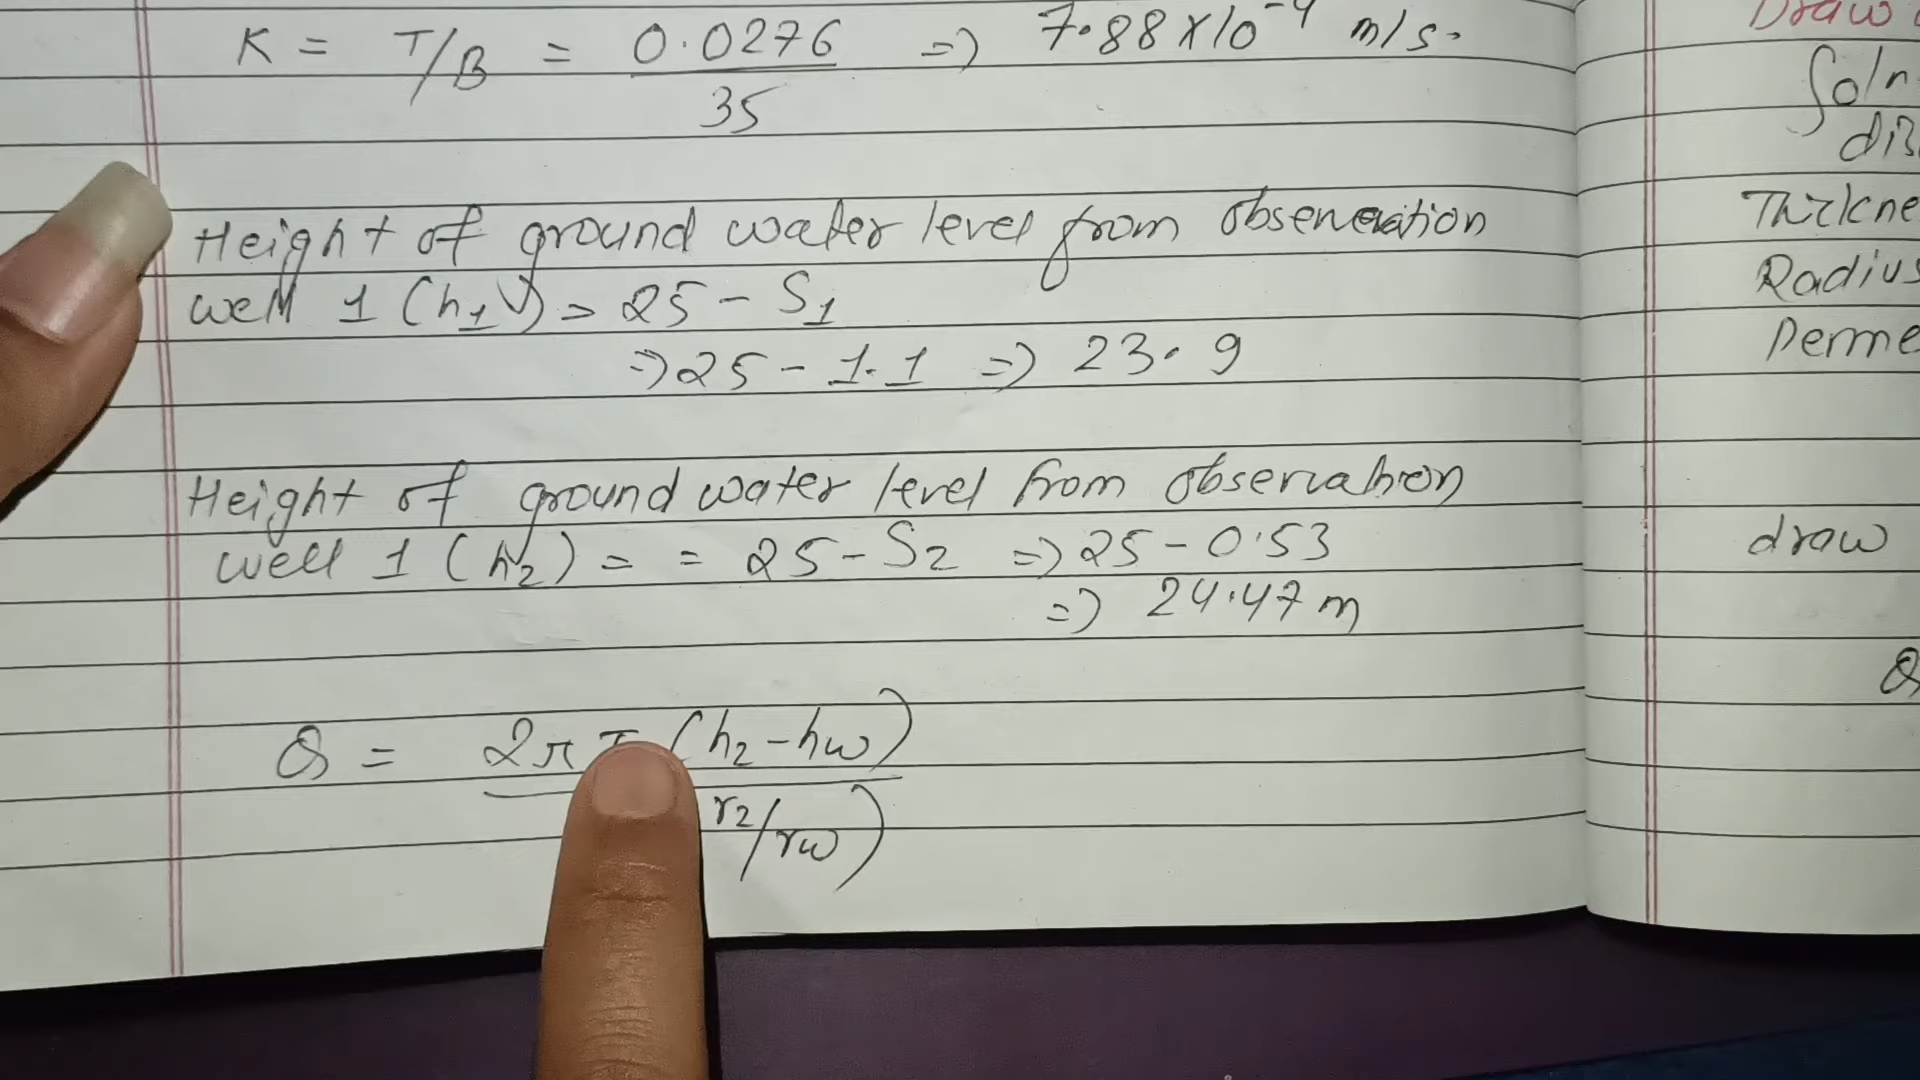 K = T/B = 0.0276 / 35 => 7.88 x 10^-4 m/s.
Height of ground water level from obseneration
well 1 (h1) = 25 - S1
=> 25 - 1.1 => 23.9
Height of ground water level from observation
well 1 (h2) = = 25 - S2 => 25 - 0.53
=> 24.47 m
Q = 2π T (h2 - hw)
r2/rw)
Draw
Soln
Thickne
Radius
Perme
draw
Q